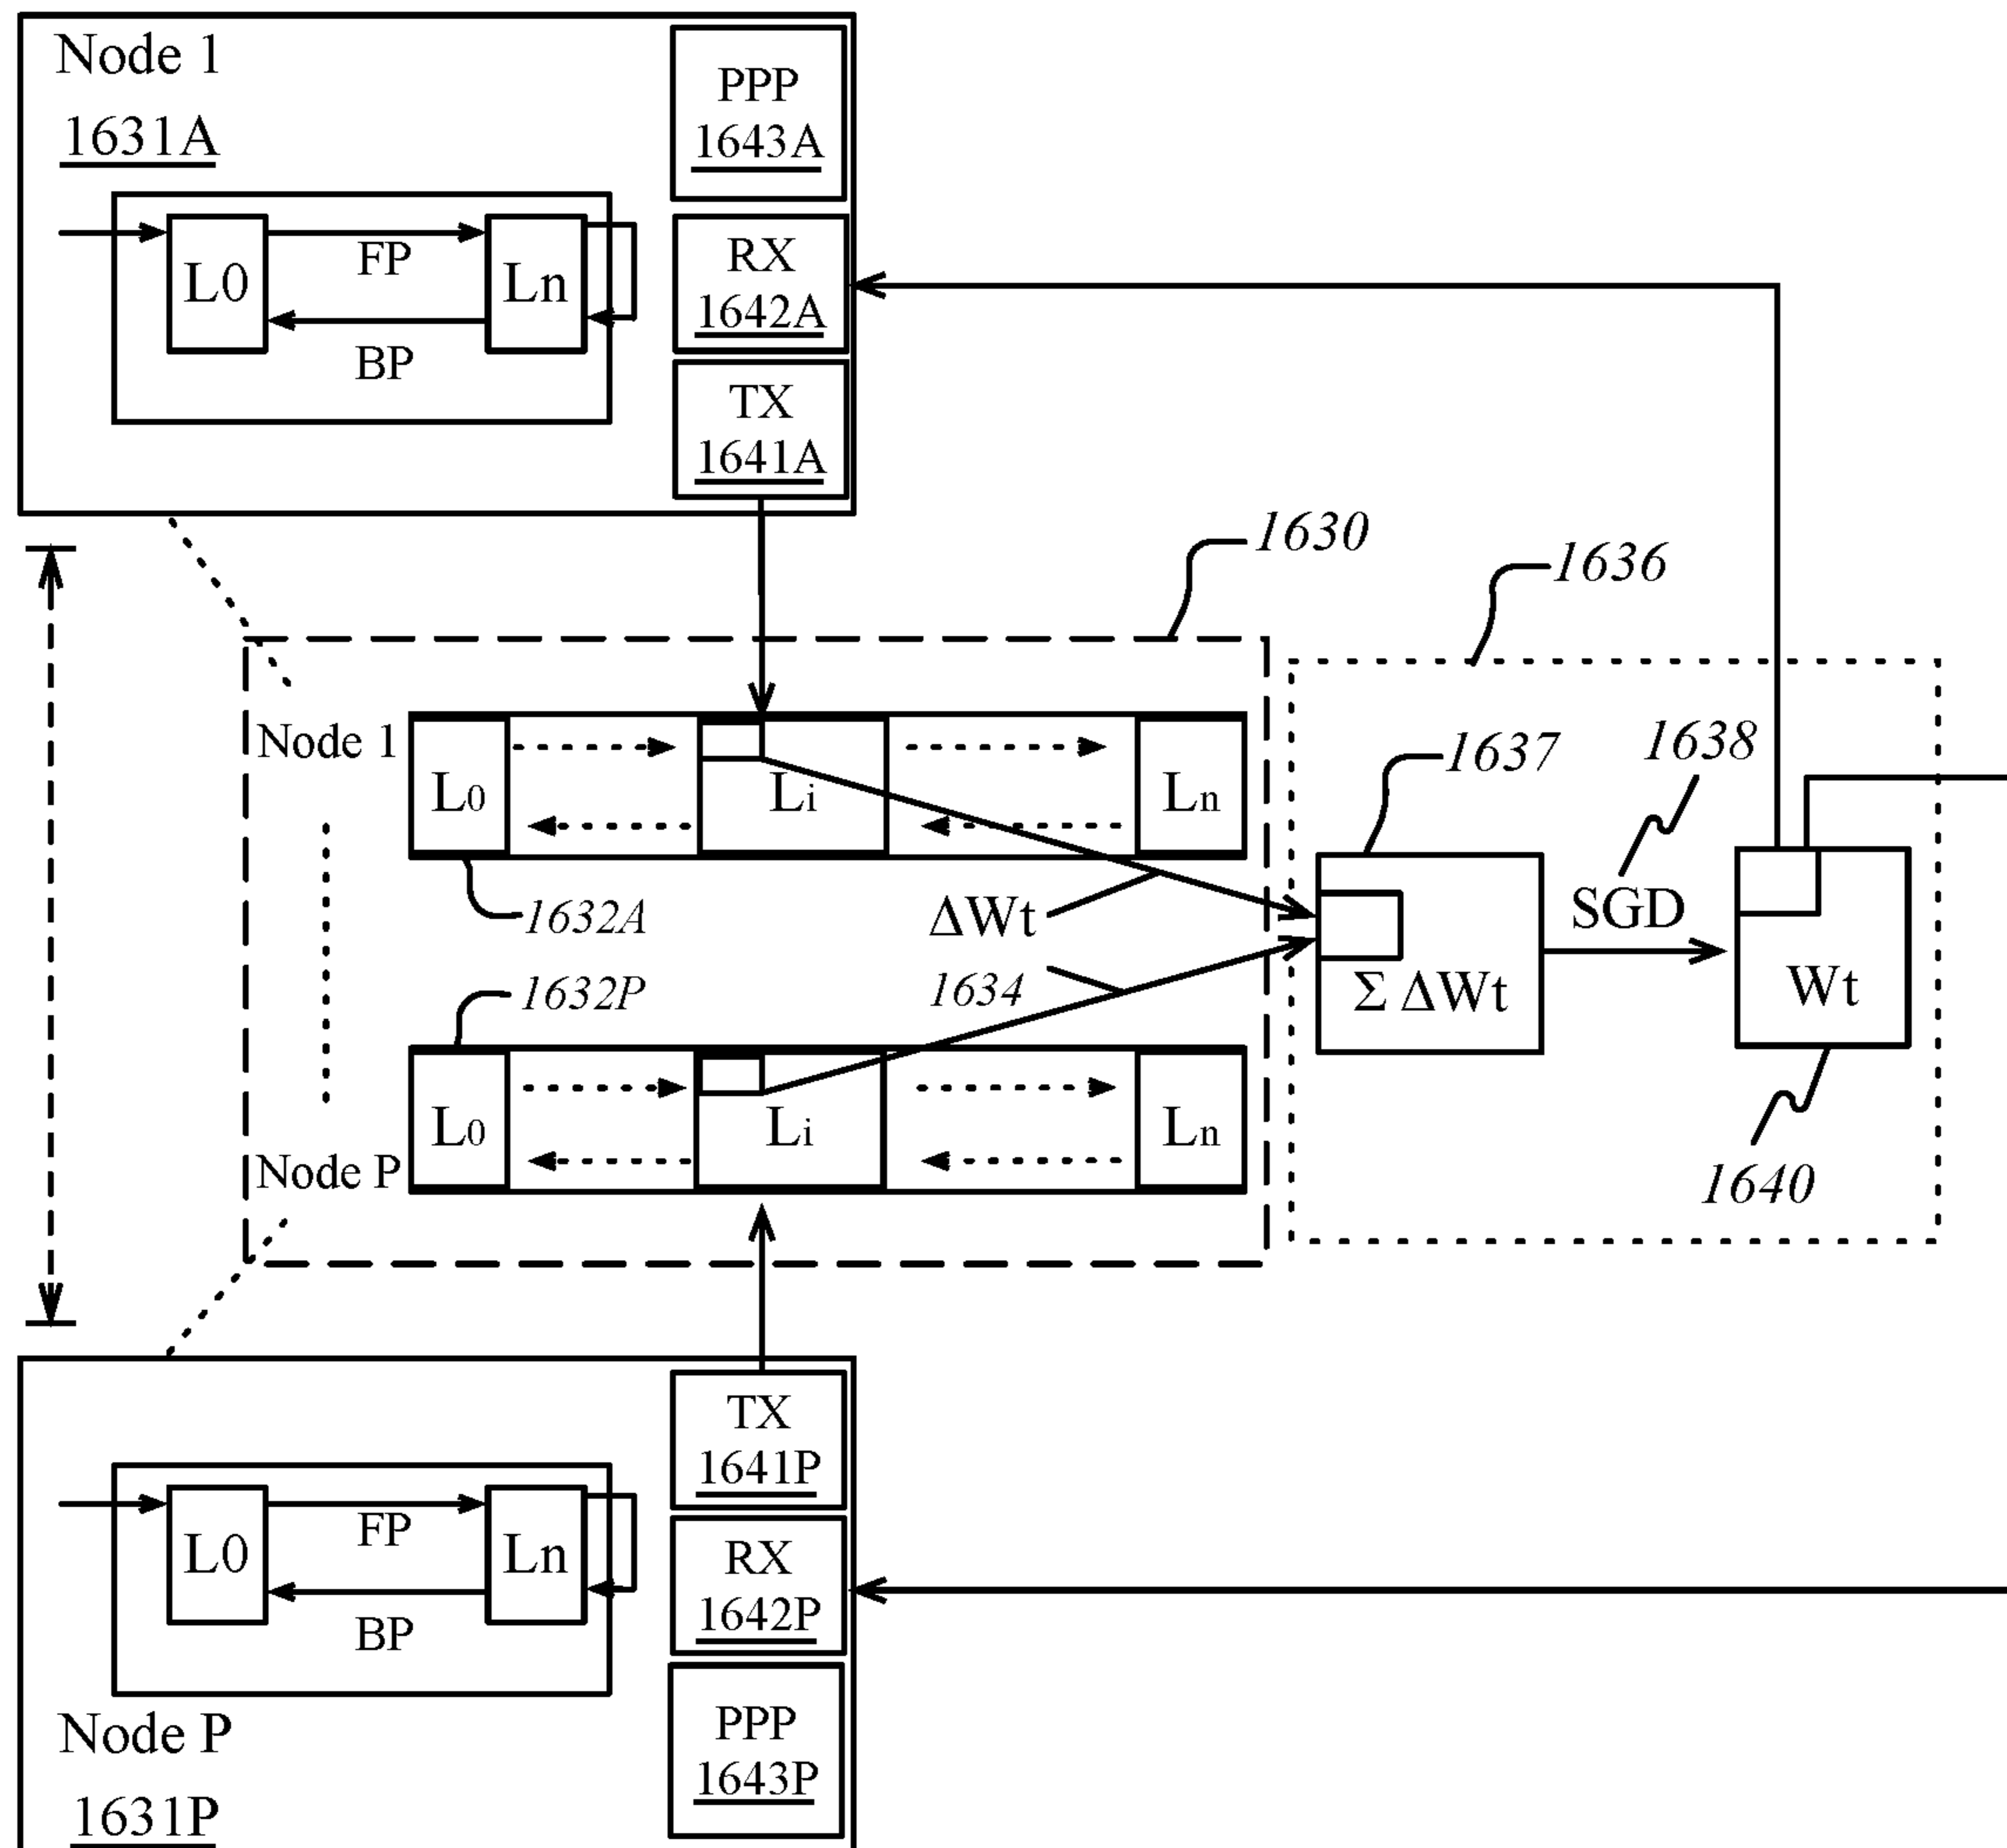 Node 1
1631A
PPP
1643A
L0
FP
BP
Ln
RX
1642A
TX
1641A
1630
1636
Node 1
L0
Li
Ln
1637
1638
1632A
ΔWt
SGD
1632P
1634
Σ ΔWt
Wt
Node P
L0
Li
Ln
1640
TX
1641P
L0
FP
BP
Ln
RX
1642P
Node P
1631P
PPP
1643P